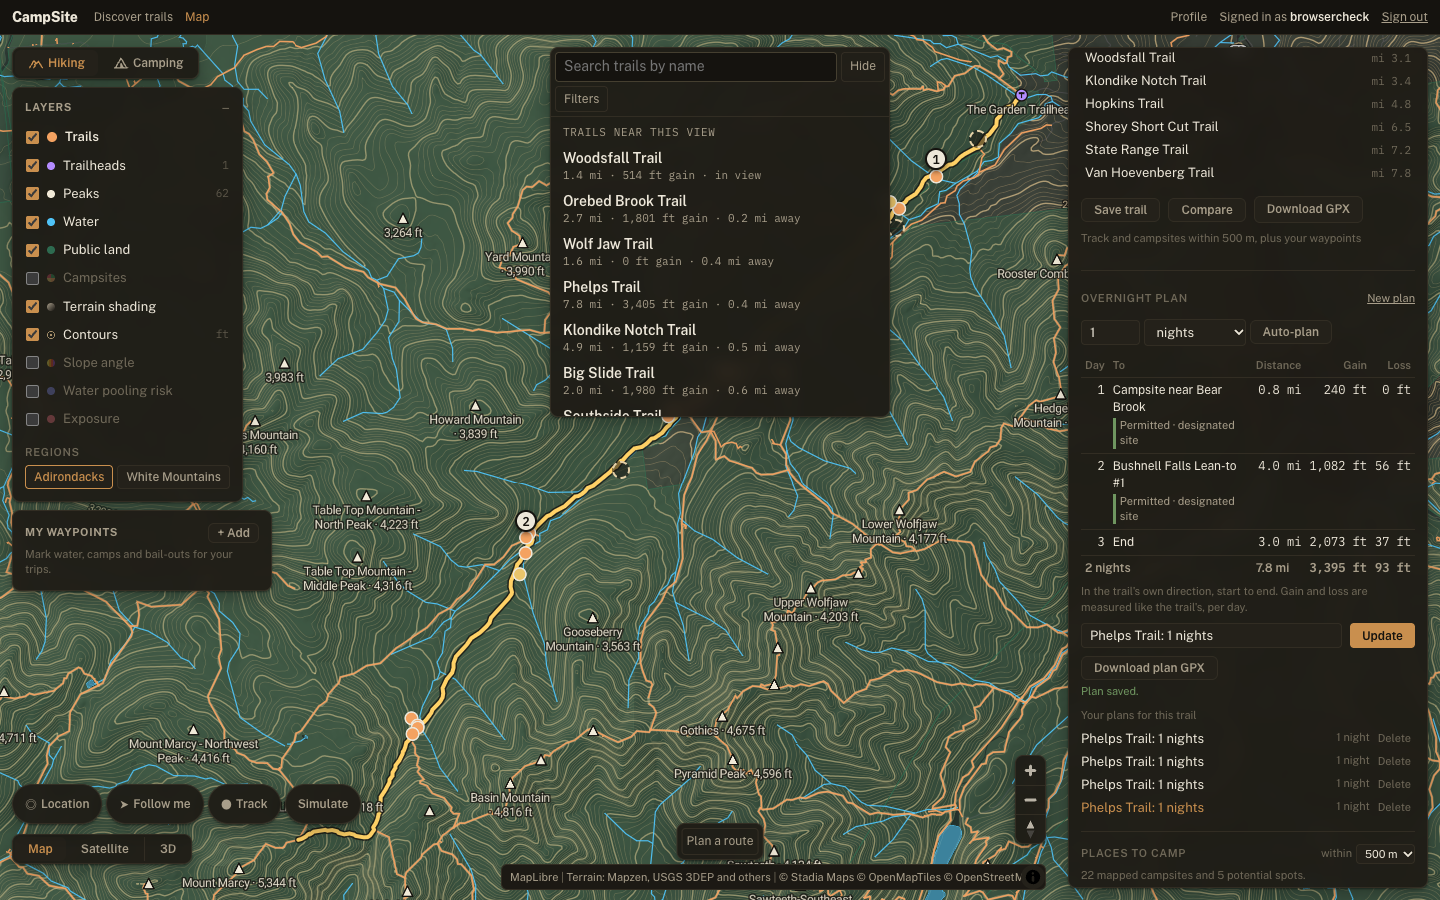 CampSite
Discover trails
Map
Profile
Signed in as browsercheck
Sign out
Hiking
Camping
LAYERS
–
Trails
Trailheads
1
Peaks
62
Water
Public land
Campsites
Terrain shading
Contours
ft
Slope angle
Water pooling risk
Exposure
REGIONS
Adirondacks
White Mountains
MY WAYPOINTS
+ Add
Mark water, camps and bail-outs for your
trips.
Search trails by name
Hide
Filters
TRAILS NEAR THIS VIEW
Woodsfall Trail
1.4 mi · 514 ft gain · in view
Orebed Brook Trail
2.7 mi · 1,801 ft gain · 0.2 mi away
Wolf Jaw Trail
1.6 mi · 0 ft gain · 0.4 mi away
Phelps Trail
7.8 mi · 3,405 ft gain · 0.4 mi away
Klondike Notch Trail
4.9 mi · 1,159 ft gain · 0.5 mi away
Big Slide Trail
2.0 mi · 1,980 ft gain · 0.6 mi away
Southside Trail
T
The Garden Trailhea
1
3,264 ft
Yard Mounta
3,990 ft
Rooster Comb
3,983 ft
Howard Mountain
· 3,839 ft
Hedge
Mountain ·
s Mountain
4,160 ft
2
Table Top Mountain -
North Peak · 4,223 ft
Table Top Mountain -
Middle Peak · 4,316 ft
Lower Wolfjaw
Mountain · 4,177 ft
Upper Wolfjaw
Mountain · 4,203 ft
Gooseberry
Mountain · 3,563 ft
4,711 ft
Mount Marcy - Northwest
Peak · 4,416 ft
Gothics · 4,675 ft
Pyramid Peak · 4,596 ft
Basin Mountain
· 4,816 ft
18 ft
Mount Marcy · 5,344 ft
Location
Follow me
Track
Simulate
Map
Satellite
3D
Plan a route
MapLibre | Terrain: Mapzen, USGS 3DEP and others | © Stadia Maps © OpenMapTiles © OpenStreetM
Woodsfall Trail
mi 3.1
Klondike Notch Trail
mi 3.4
Hopkins Trail
mi 4.8
Shorey Short Cut Trail
mi 6.5
State Range Trail
mi 7.2
Van Hoevenberg Trail
mi 7.8
Save trail
Compare
Download GPX
Track and campsites within 500 m, plus your waypoints
OVERNIGHT PLAN
New plan
1
nights
Auto-plan
Day To Distance Gain Loss
1 Campsite near Bear 0.8 mi 240 ft 0 ft
Brook
Permitted · designated
site
2 Bushnell Falls Lean-to 4.0 mi 1,082 ft 56 ft
#1
Permitted · designated
site
3 End 3.0 mi 2,073 ft 37 ft
2 nights 7.8 mi 3,395 ft 93 ft
In the trail's own direction, start to end. Gain and loss are
measured like the trail's, per day.
Phelps Trail: 1 nights
Update
Download plan GPX
Plan saved.
Your plans for this trail
Phelps Trail: 1 nights 1 night Delete
Phelps Trail: 1 nights 1 night Delete
Phelps Trail: 1 nights 1 night Delete
Phelps Trail: 1 nights 1 night Delete
PLACES TO CAMP
within 500 m
22 mapped campsites and 5 potential spots.